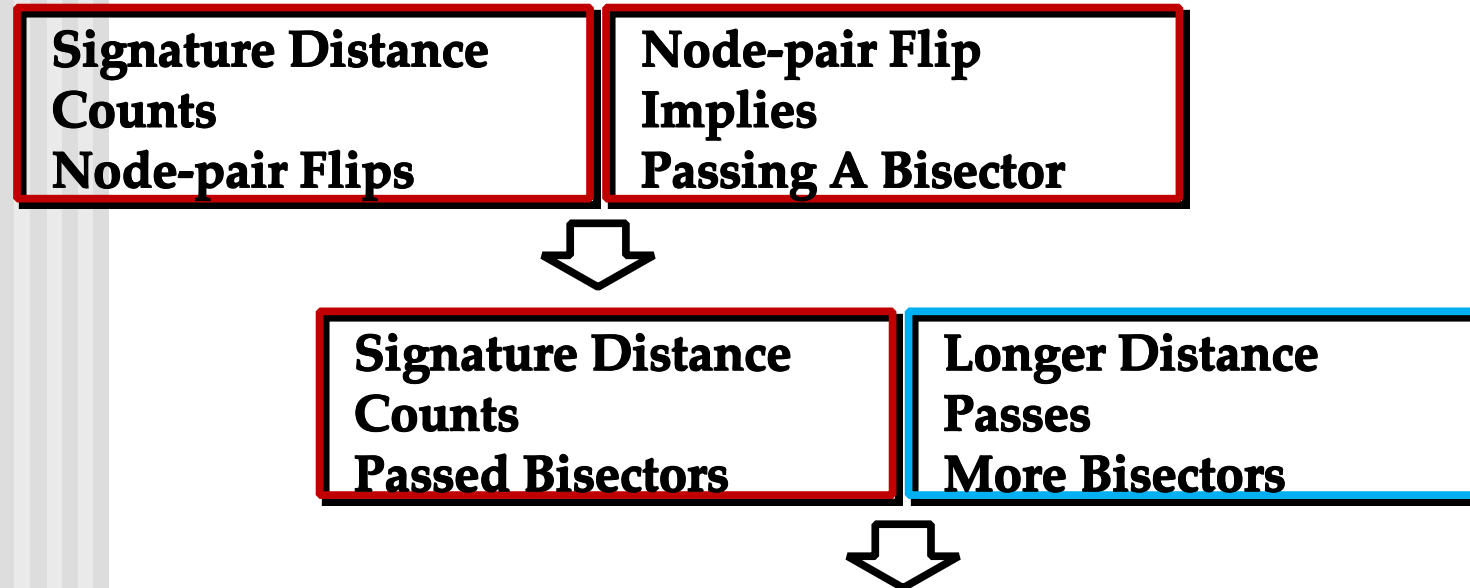 Signature Distance
Counts
Node-pair Flips
Node-pair Flip
Implies
Passing A Bisector
Signature Distance
Counts
Passed Bisectors
Longer Distance
Passes
More Bisectors